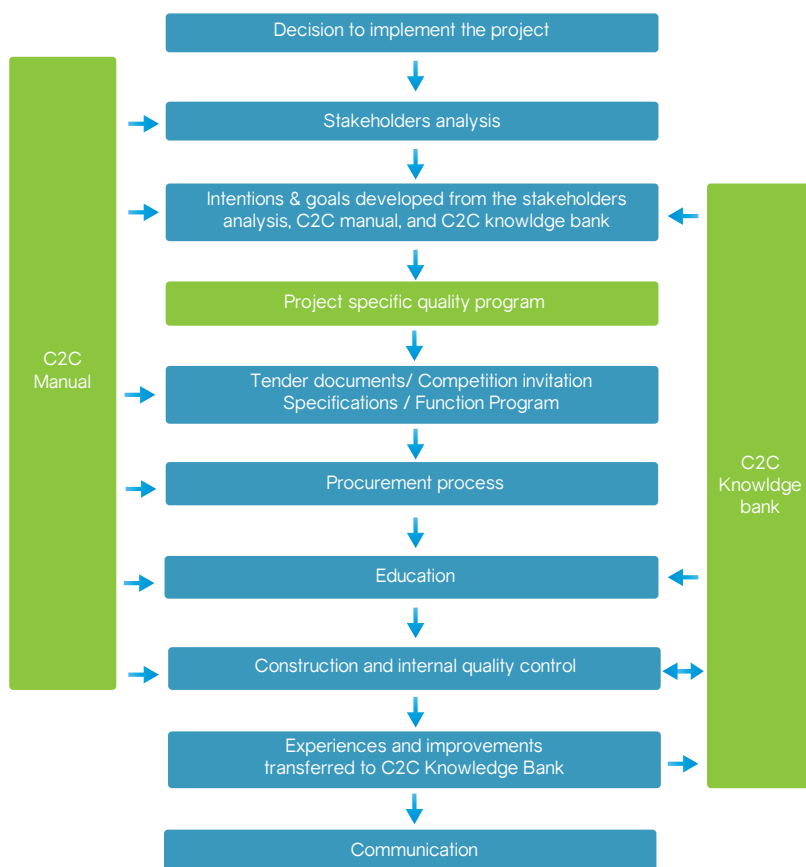 Decision to implement the project
Stakeholders analysis
Intentions & goals developed from the stakeholders
analysis, C2C manual, and C2C knowldge bank
Project specific quality program
C2C
Manual
Tender documents/ Competition invitation
Specifications / Function Program
C2C
Knowldge
bank
Procurement process
Education
Construction and internal quality control
Experiences and improvements
transferred to C2C Knowledge Bank
Communication